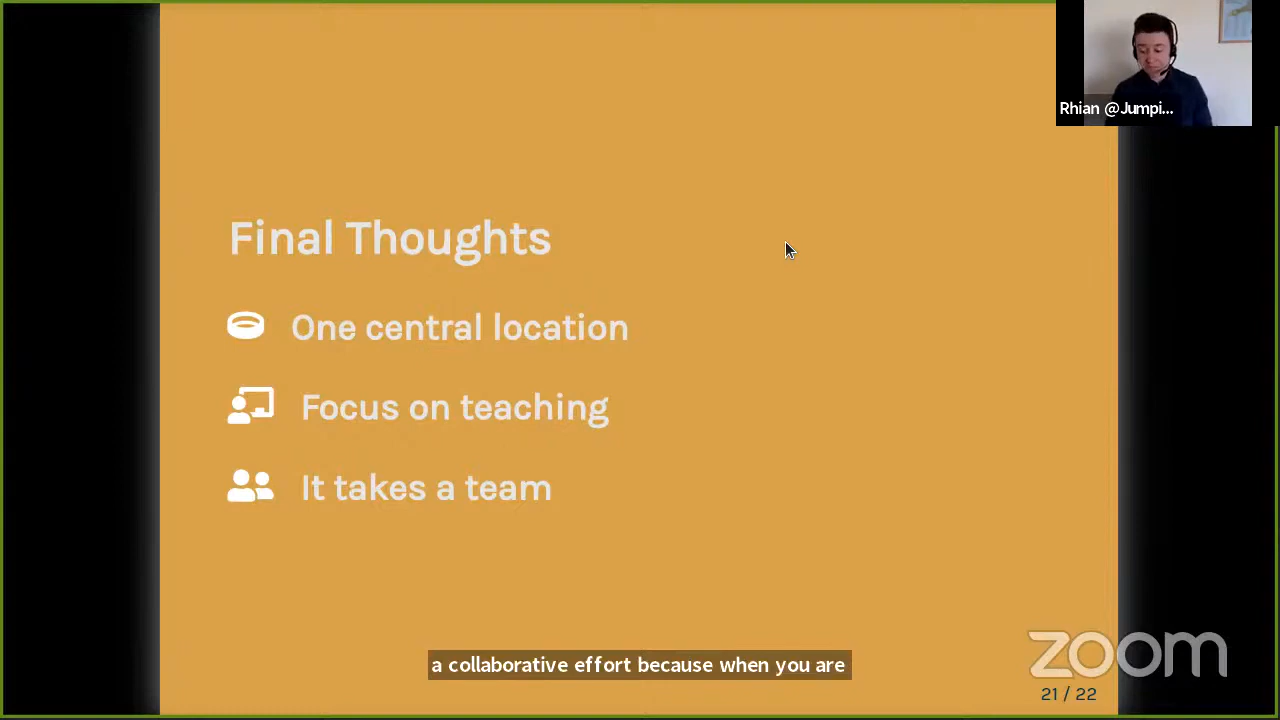 Rhian @Jumpi...
Final Thoughts
One central location
Focus on teaching
It takes a team
a collaborative effort because when you are
zoom
21 / 22